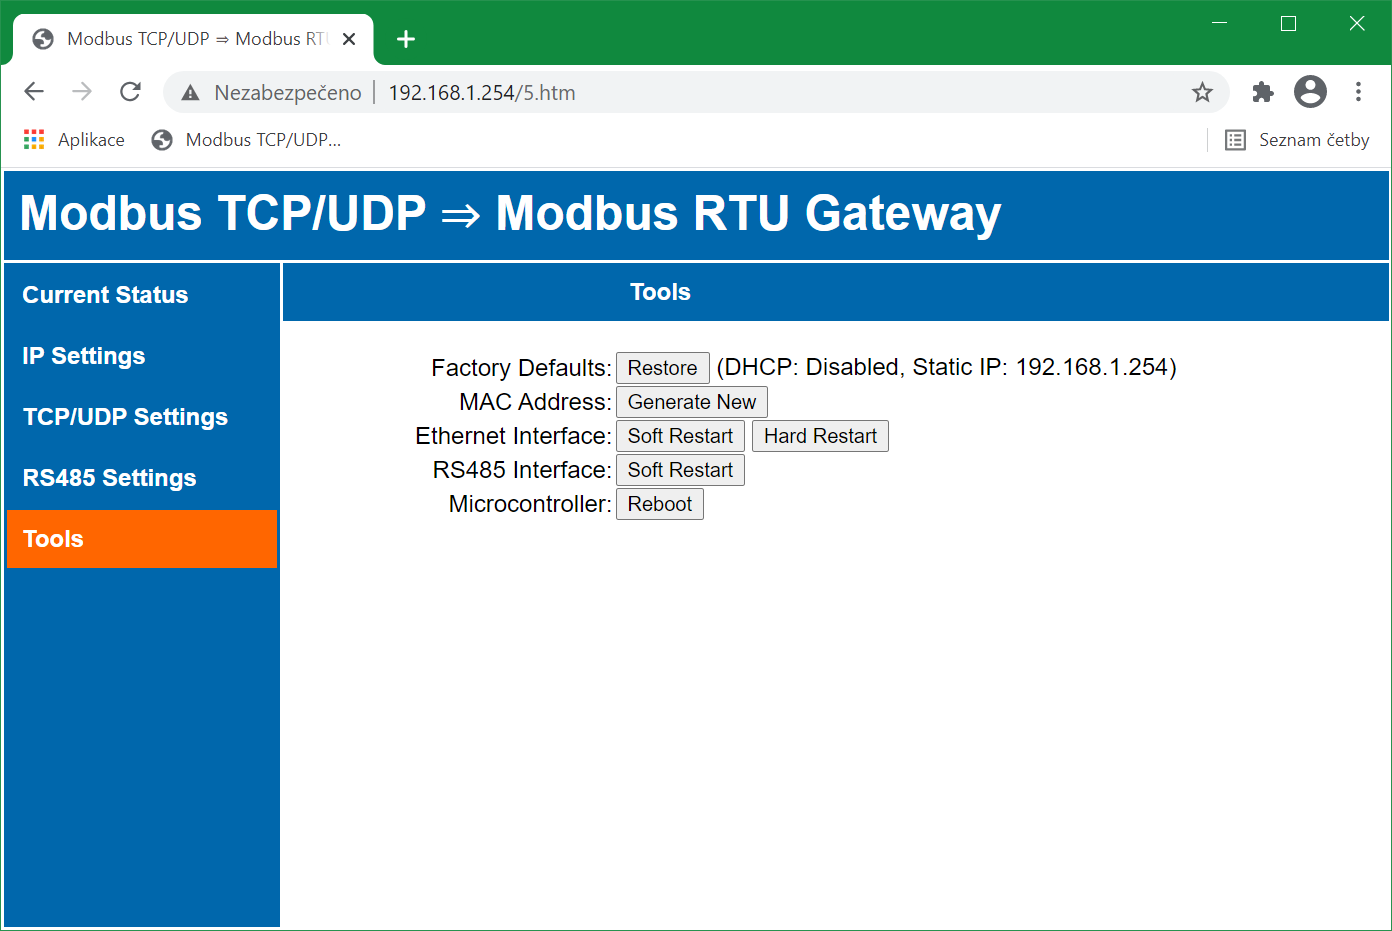 Modbus TCP/UDP ⇒ Modbus RT
Nezabezpečeno 192.168.1.254/5.htm
Aplikace Modbus TCP/UDP... Seznam četby
Modbus TCP/UDP ⇒ Modbus RTU Gateway
Current Status
IP Settings
TCP/UDP Settings
RS485 Settings
Tools
Tools
Factory Defaults: Restore (DHCP: Disabled, Static IP: 192.168.1.254)
MAC Address: Generate New
Ethernet Interface: Soft Restart Hard Restart
RS485 Interface: Soft Restart
Microcontroller: Reboot